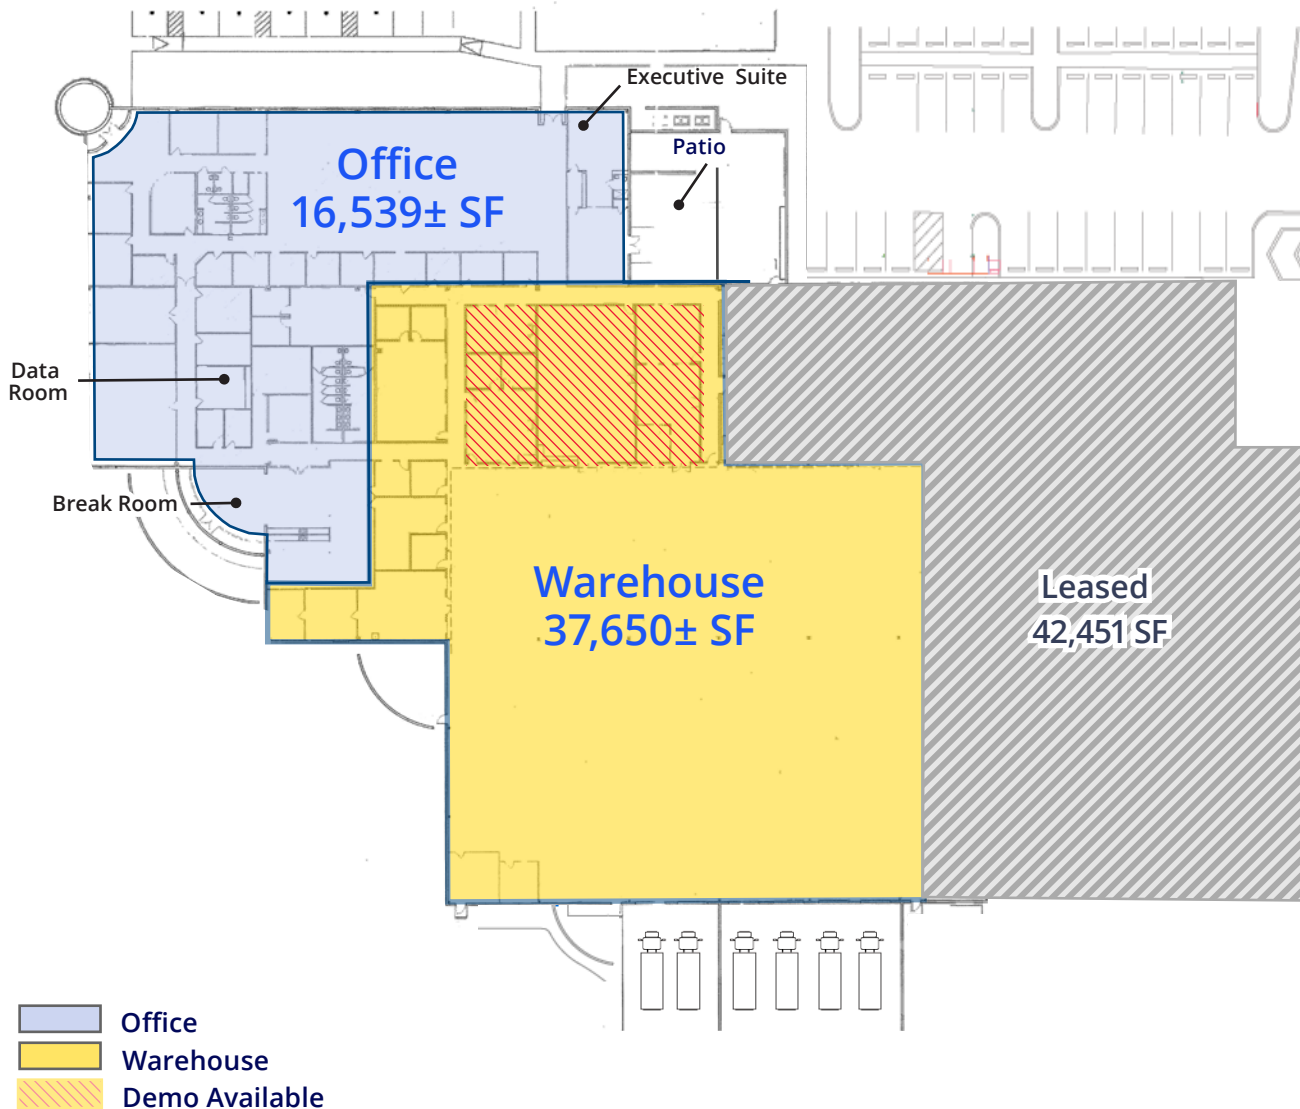 Executive Suite
Patio
Office
16,539± SF
Data
Room
Break Room
Warehouse
37,650± SF
Leased
42,451 SF
Office
Warehouse
Demo Available